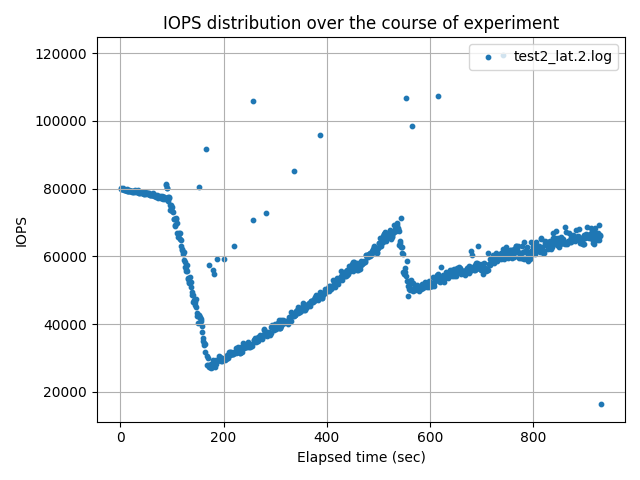 IOPS distribution over the course of experiment
test2_lat.2.log
120000
100000
80000
60000
40000
20000
IOPS
0 200 400 600 800
Elapsed time (sec)